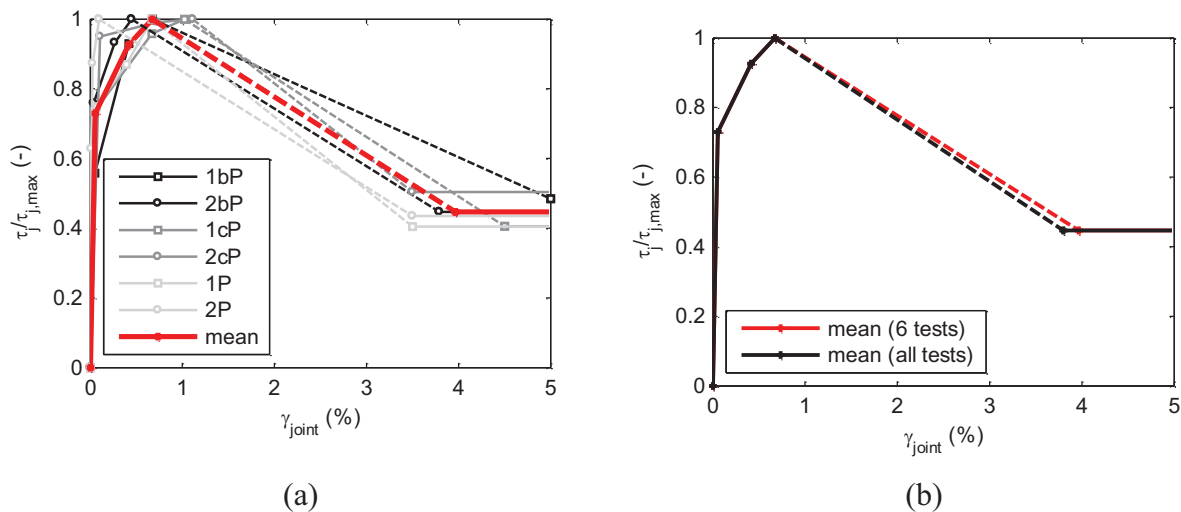 1
0.8
0.6
0.4
0.2
0
τj/τj,max (-)
1bP
2bP
1cP
2cP
1P
2P
mean
0 1 2 3 4 5
γjoint (%)
(a)
1
0.8
0.6
0.4
0.2
0
τj/τj,max (-)
mean (6 tests)
mean (all tests)
0 1 2 3 4 5
γjoint (%)
(b)